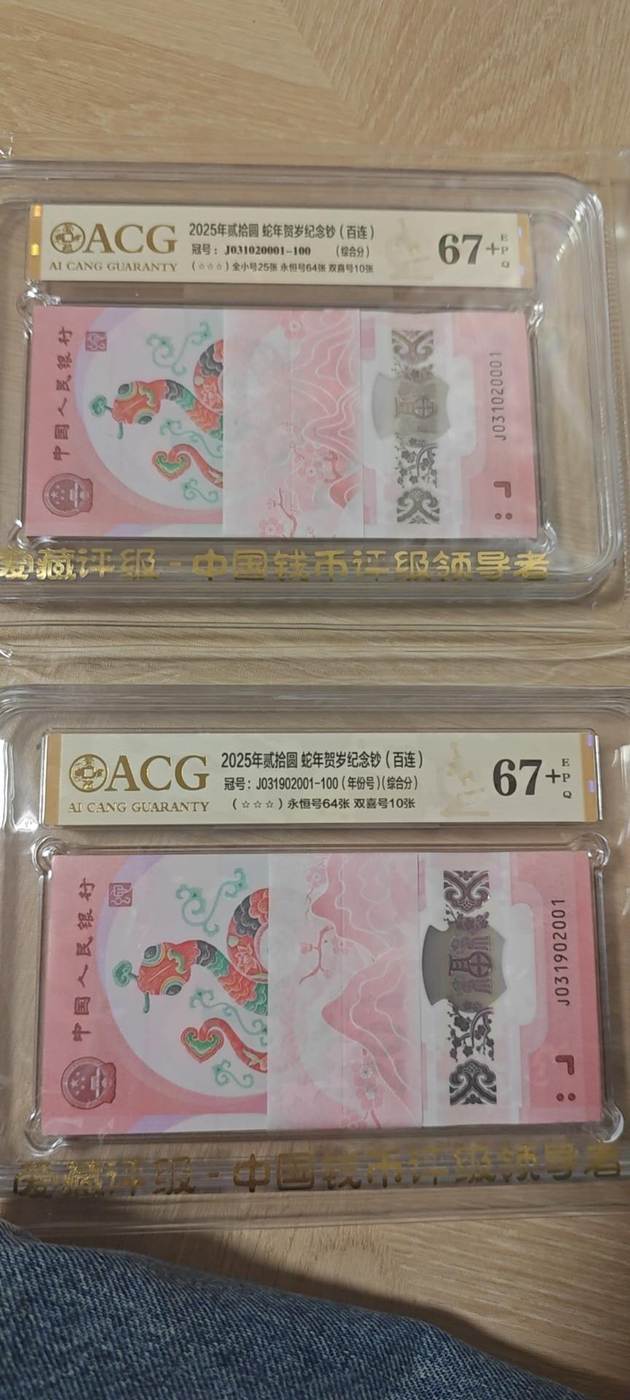 ACG
AI CANG GUARANTY
2025年贰拾圆 蛇年贺岁纪念钞（百连）
冠号：J031020001-100 （综合分）
（☆☆☆）全小号25张 永恒号64张 双喜号10张
67+
EPQ
中国人民银行
J031020001
爱藏评级·中国钱币评级领导者
ACG
AI CANG GUARANTY
2025年贰拾圆 蛇年贺岁纪念钞（百连）
冠号：J031902001-100（年份号）（综合分）
（☆☆☆）永恒号64张 双喜号10张
67+
EPQ
中国人民银行
J031902001
爱藏评级·中国钱币评级领导者